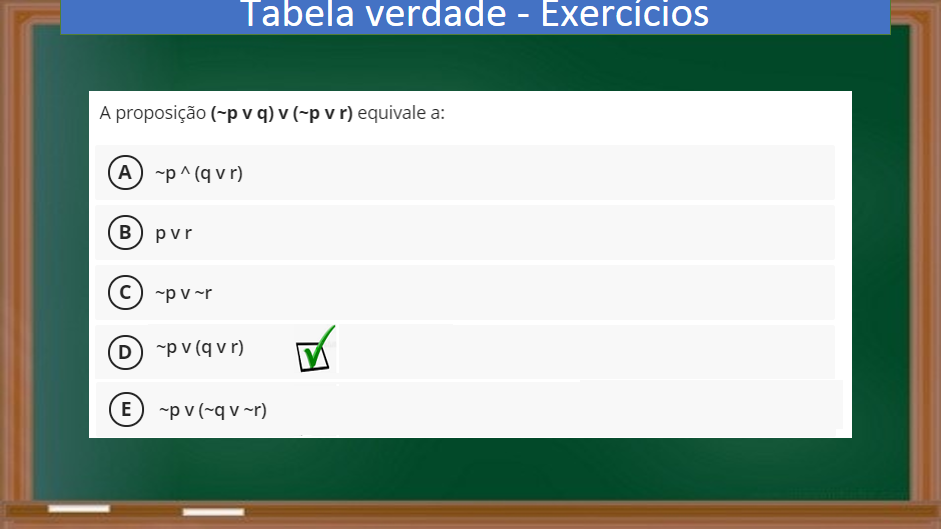 Tabela verdade - Exercícios
A proposição (~p v q) v (~p v r) equivale a:
A ~p ^ (q v r)
B p v r
C ~p v ~r
D ~p v (q v r)
E ~p v (~q v ~r)